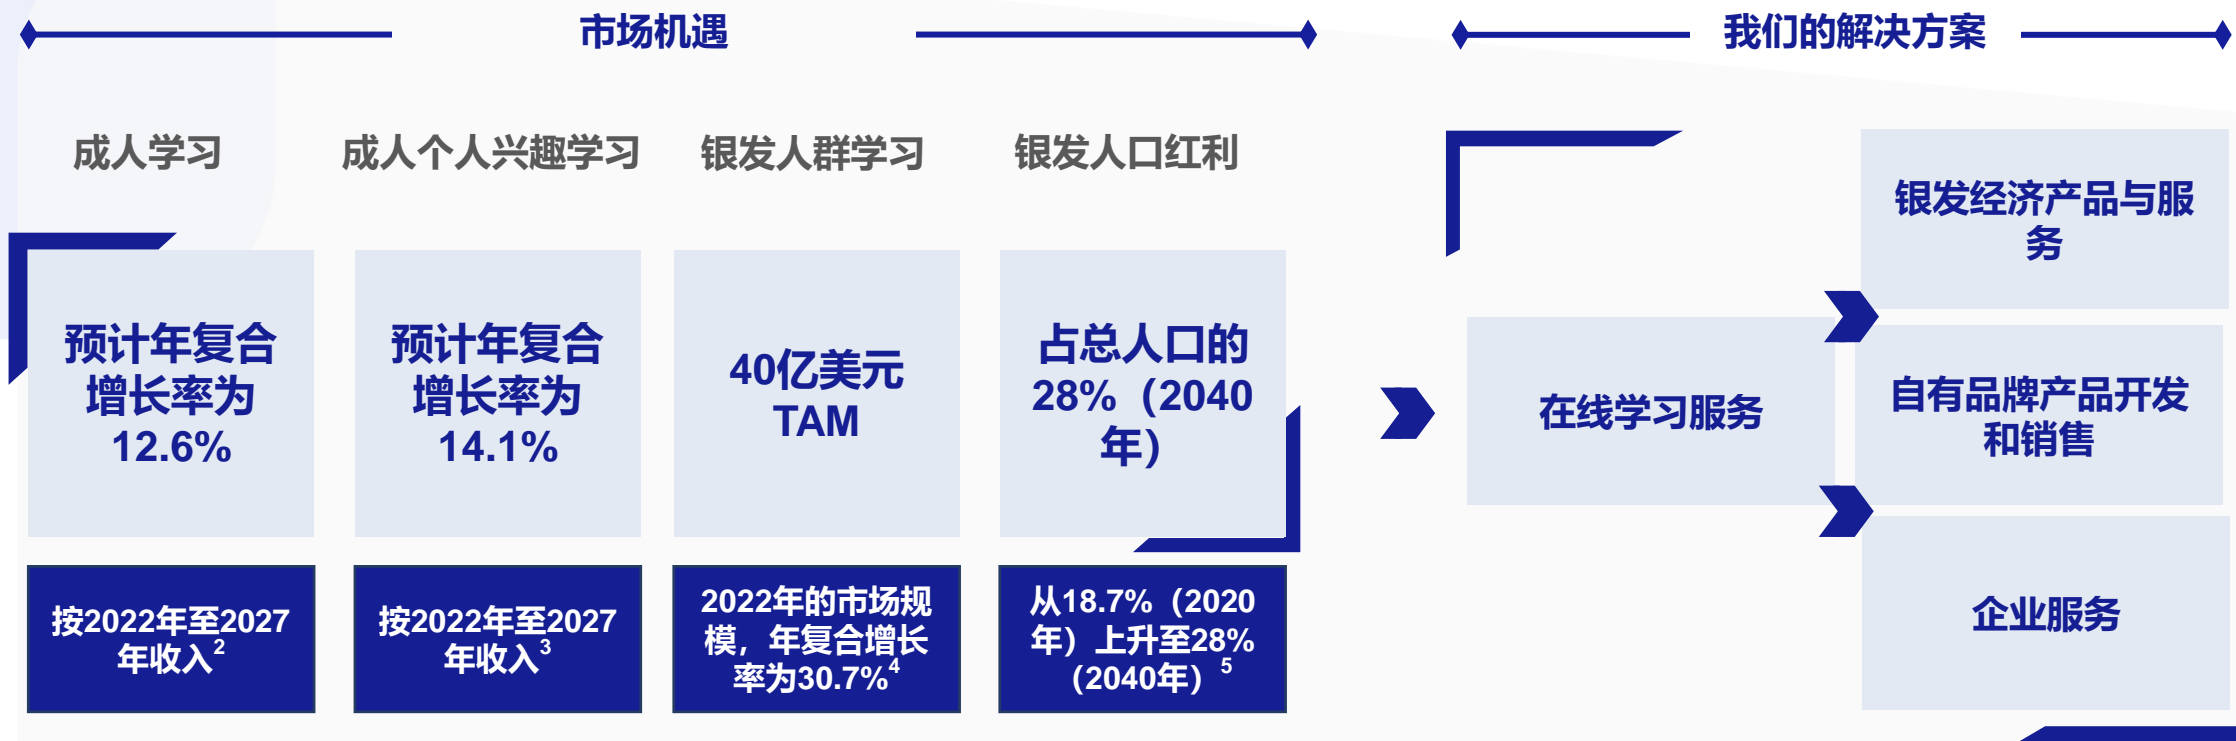 市场机遇
我们的解决方案
成人学习
成人个人兴趣学习
银发人群学习
银发人口红利
预计年复合
增长率为
12.6%
预计年复合
增长率为
14.1%
40亿美元
TAM
占总人口的
28%（2040
年）
按2022年至2027
年收入2
按2022年至2027
年收入3
2022年的市场规
模，年复合增长
率为30.7%4
从18.7%（2020
年）上升至28%
（2040年）5
在线学习服务
银发经济产品与服
务
自有品牌产品开发
和销售
企业服务